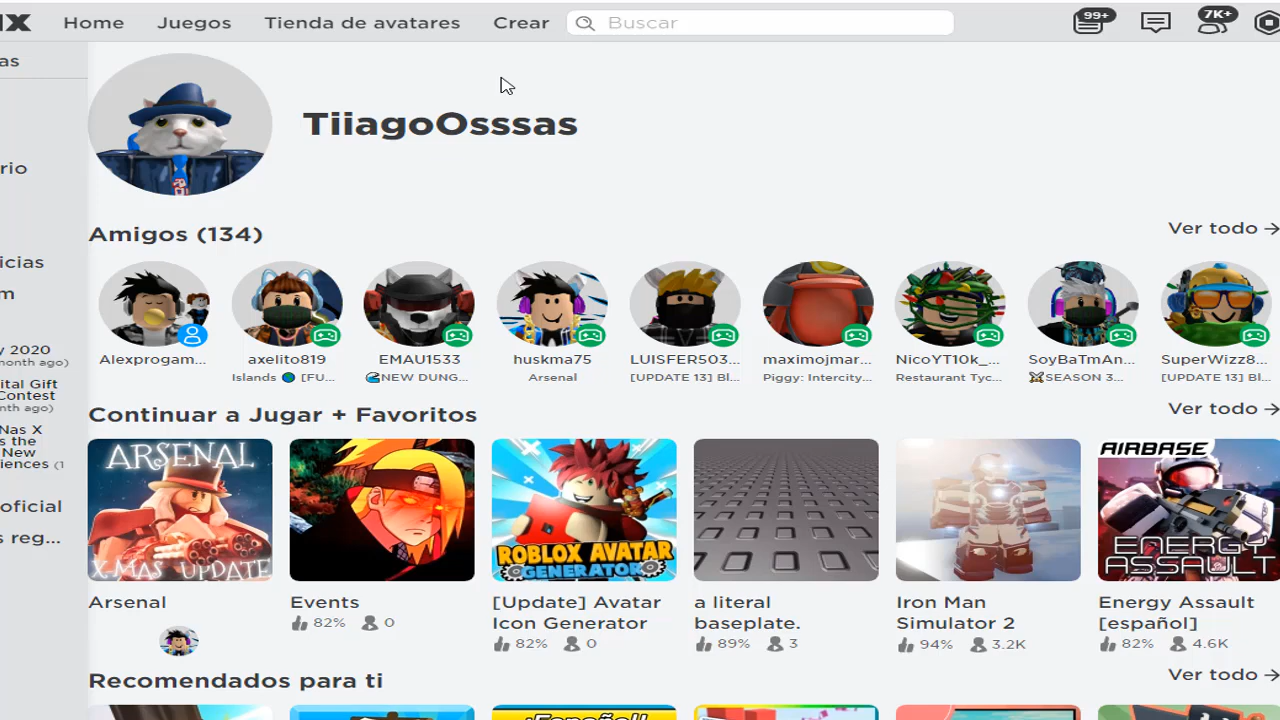 Home Juegos Tienda de avatares Crear Buscar 99+ 7K+
as
TiiagoOsssas
rio
Amigos (134) Ver todo →
icias
m
y 2020
month ago)
ital Gift
Contest
nth ago)
Nas X
s the
New
iences (1
oficial
s reg...
Alexprogam... axelito819 EMAU1533 huskma75 LUISFER503... maximojmar... NicoYT10k_... SoyBaTmAn... SuperWizz8...
Islands [FU... NEW DUNG... Arsenal [UPDATE 13] Bl... Piggy: Intercity... Restaurant Tyc... SEASON 3... [UPDATE 13] Bl...
Continuar a Jugar + Favoritos Ver todo →
ARSENAL
X-MAS UPDATE
ROBLOX AVATAR
GENERATOR
AIRBASE
ENERGY
ASSAULT
Arsenal
Events
82% 0
[Update] Avatar
Icon Generator
82% 0
a literal
baseplate.
89% 3
Iron Man
Simulator 2
94% 3.2K
Energy Assault
[español]
82% 4.6K
Recomendados para ti Ver todo →
¡Español!